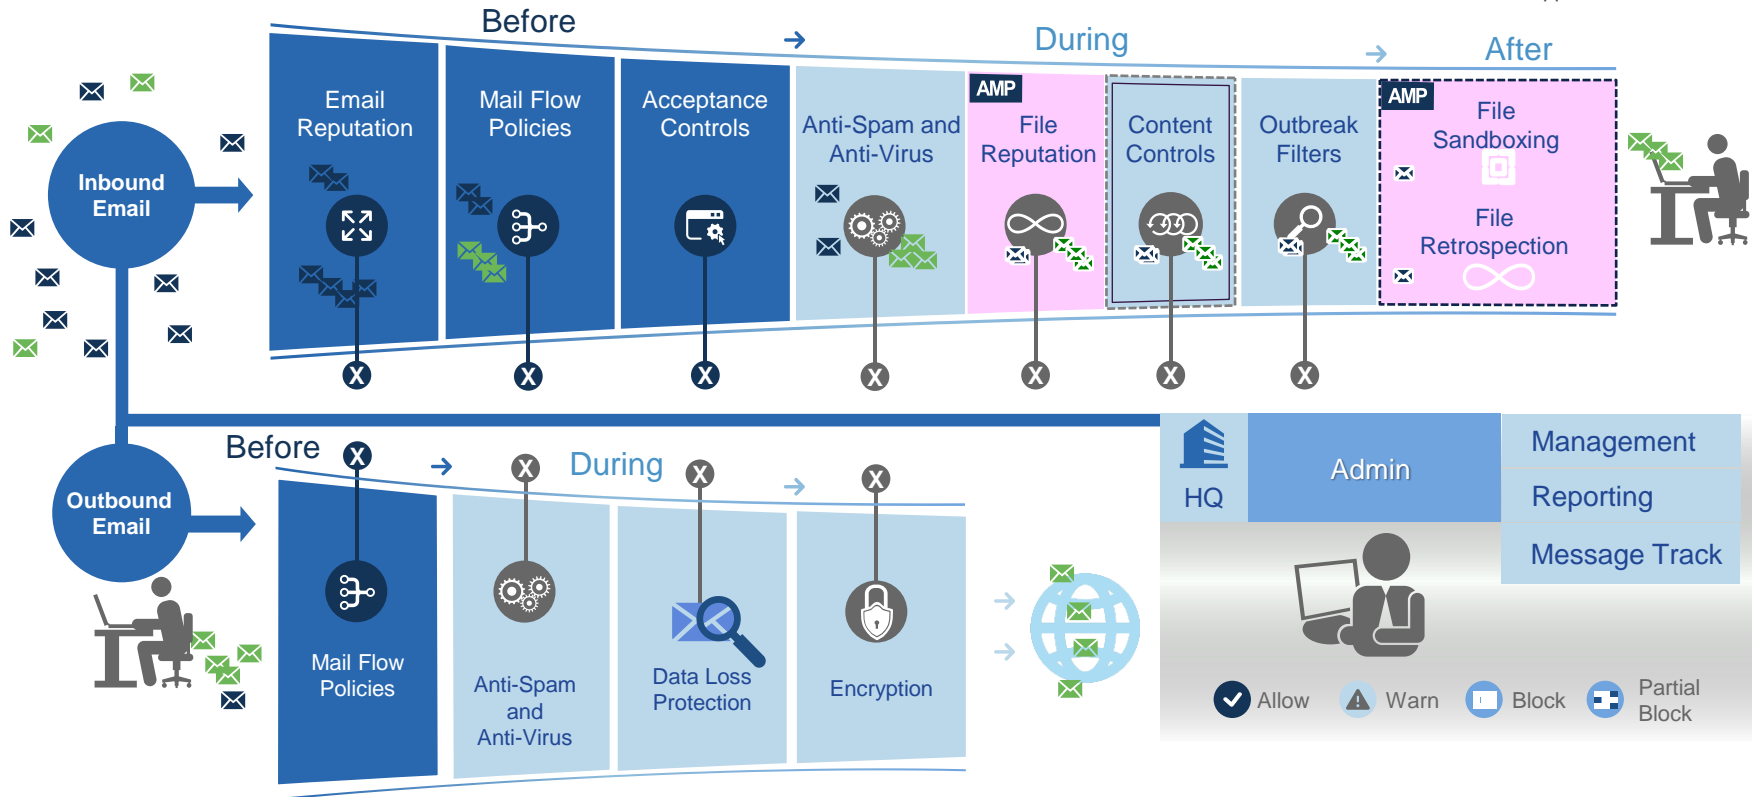 Before
During
After
Inbound
Email
Email
Reputation
Mail Flow
Policies
Acceptance
Controls
Anti-Spam and
Anti-Virus
AMP
File
Reputation
Content
Controls
Outbreak
Filters
AMP
File
Sandboxing
File
Retrospection
X
X
X
X
X
X
X
Before
During
X
X
X
X
Outbound
Email
Mail Flow
Policies
Anti-Spam
and
Anti-Virus
Data Loss
Protection
Encryption
HQ
Admin
Management
Reporting
Message Track
Allow
Warn
Block
Partial
Block